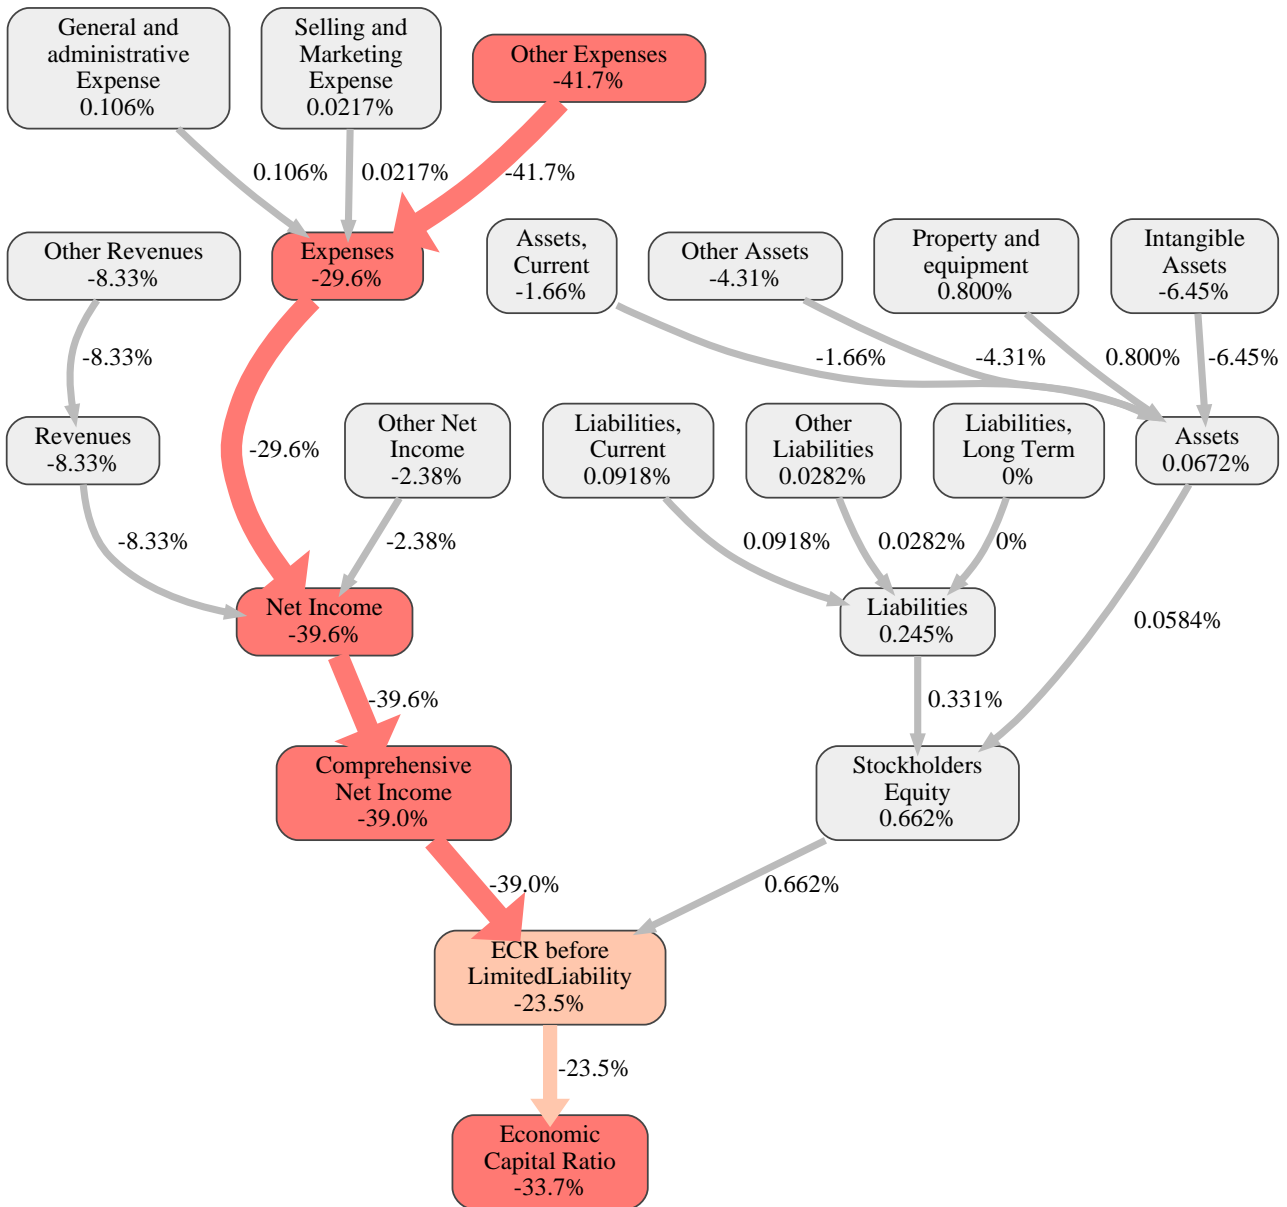 General and
administrative
Expense
0.106%
Selling and
Marketing
Expense
0.0217%
Other Expenses
-41.7%
0.106%
0.0217%
-41.7%
Other Revenues
-8.33%
Expenses
-29.6%
Assets,
Current
-1.66%
Other Assets
-4.31%
Property and
equipment
0.800%
Intangible
Assets
-6.45%
-8.33%
-1.66%
-4.31%
0.800%
-6.45%
Revenues
-8.33%
-29.6%
Other Net
Income
-2.38%
Liabilities,
Current
0.0918%
Other
Liabilities
0.0282%
Liabilities,
Long Term
0%
Assets
0.0672%
-8.33%
-2.38%
0.0918%
0.0282%
0%
Net Income
-39.6%
Liabilities
0.245%
0.0584%
-39.6%
0.331%
Comprehensive
Net Income
-39.0%
Stockholders
Equity
0.662%
-39.0%
0.662%
ECR before
LimitedLiability
-23.5%
-23.5%
Economic
Capital Ratio
-33.7%